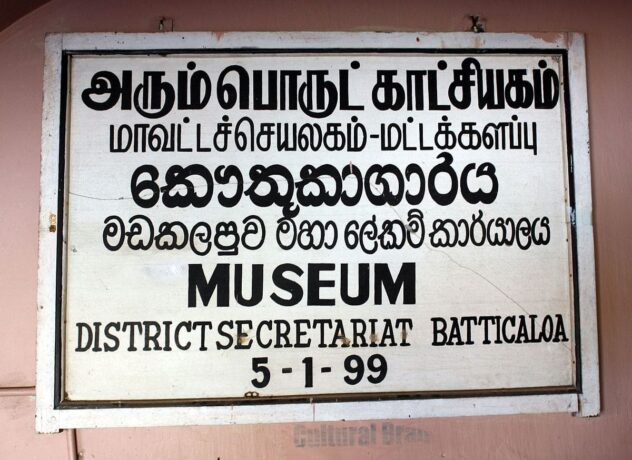 அரும் பொருட் காட்சியகம்
மாவட்டச்செயலகம்-மட்டக்களப்பு
කෞතුකාගාරය
මඩකලපුව මහා ලේකම් කාර්යාලය
MUSEUM
DISTRICT SECRETARIAT BATTICALOA
5-1-99
Cultural